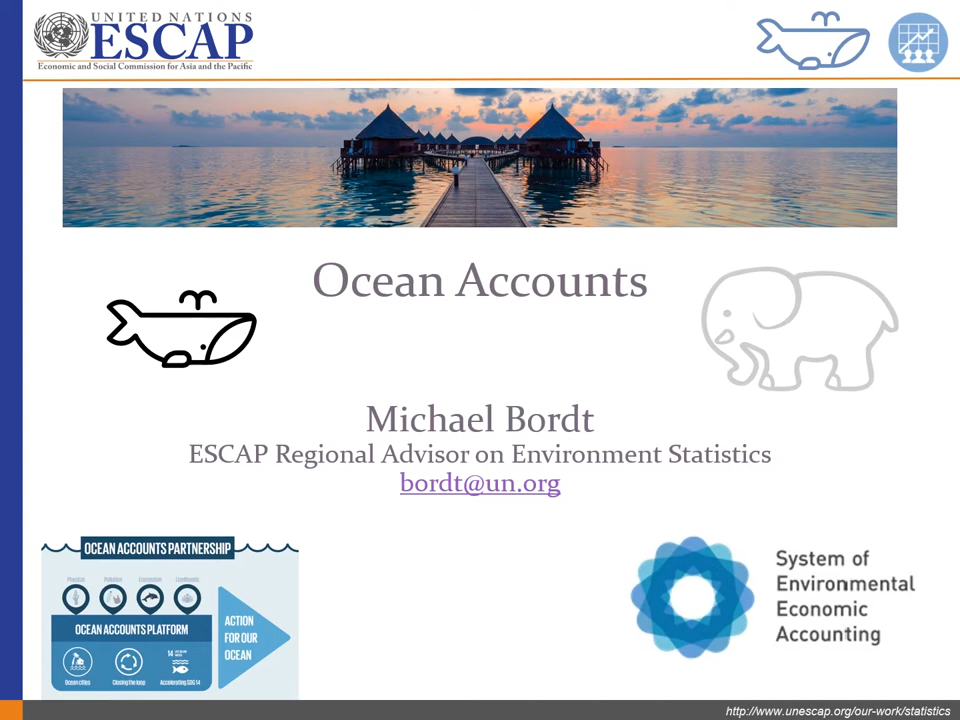 UNITED NATIONS
ESCAP
Economic and Social Commission for Asia and the Pacific
Ocean Accounts
Michael Bordt
ESCAP Regional Advisor on Environment Statistics
bordt@un.org
OCEAN ACCOUNTS PARTNERSHIP
OCEAN ACCOUNTS PLATFORM
Ocean cities
Closing the loop
14
Accelerating SDG 14
ACTION
FOR OUR
OCEAN
System of
Environmental
Economic
Accounting
http://www.unescap.org/our-work/statistics